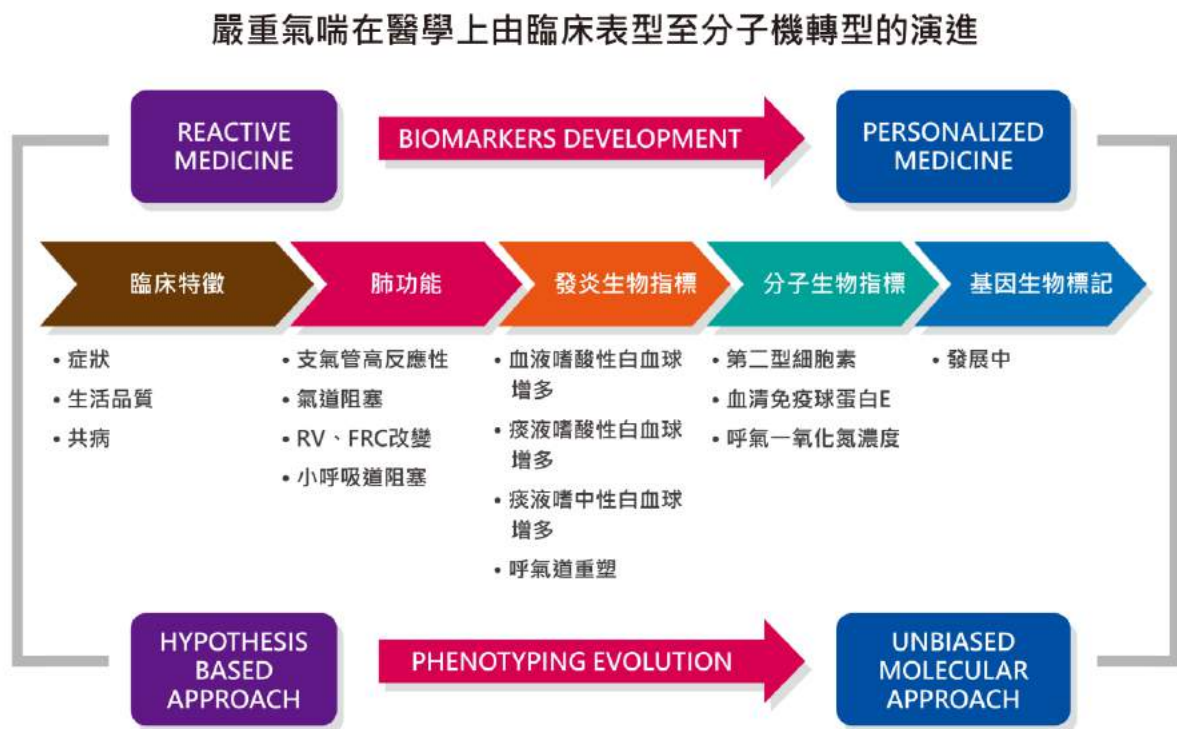 嚴重氣喘在醫學上由臨床表型至分子機轉型的演進
REACTIVE
MEDICINE
BIOMARKERS DEVELOPMENT
PERSONALIZED
MEDICINE
臨床特徵
肺功能
發炎生物指標
分子生物指標
基因生物標記
• 症狀
• 生活品質
• 共病
• 支氣管高反應性
• 氣道阻塞
• RV、FRC改變
• 小呼吸道阻塞
• 血液嗜酸性白血球
增多
• 痰液嗜酸性白血球
增多
• 痰液嗜中性白血球
增多
• 呼氣道重塑
• 第二型細胞素
• 血清免疫球蛋白E
• 呼氣一氧化氮濃度
• 發展中
HYPOTHESIS
BASED
APPROACH
PHENOTYPING EVOLUTION
UNBIASED
MOLECULAR
APPROACH